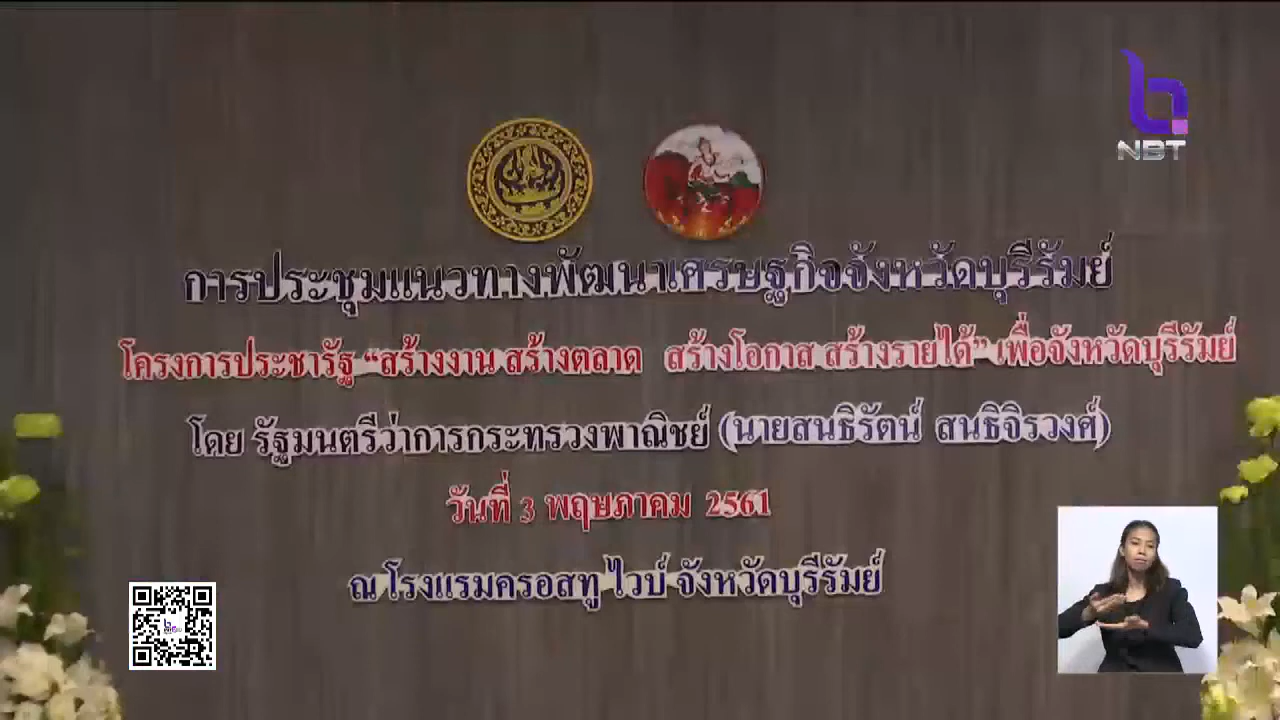 NBT
การประชุมแนวทางพัฒนาเศรษฐกิจจังหวัดบุรีรัมย์
โครงการประชารัฐ “สร้างงาน สร้างตลาด สร้างโอกาส สร้างรายได้” เพื่อจังหวัดบุรีรัมย์
โดย รัฐมนตรีว่าการกระทรวงพาณิชย์ (นายสนธิรัตน์ สนธิจิรวงศ์)
วันที่ 3 พฤษภาคม 2561
ณ โรงแรมครอสทู ไวบ์ จังหวัดบุรีรัมย์